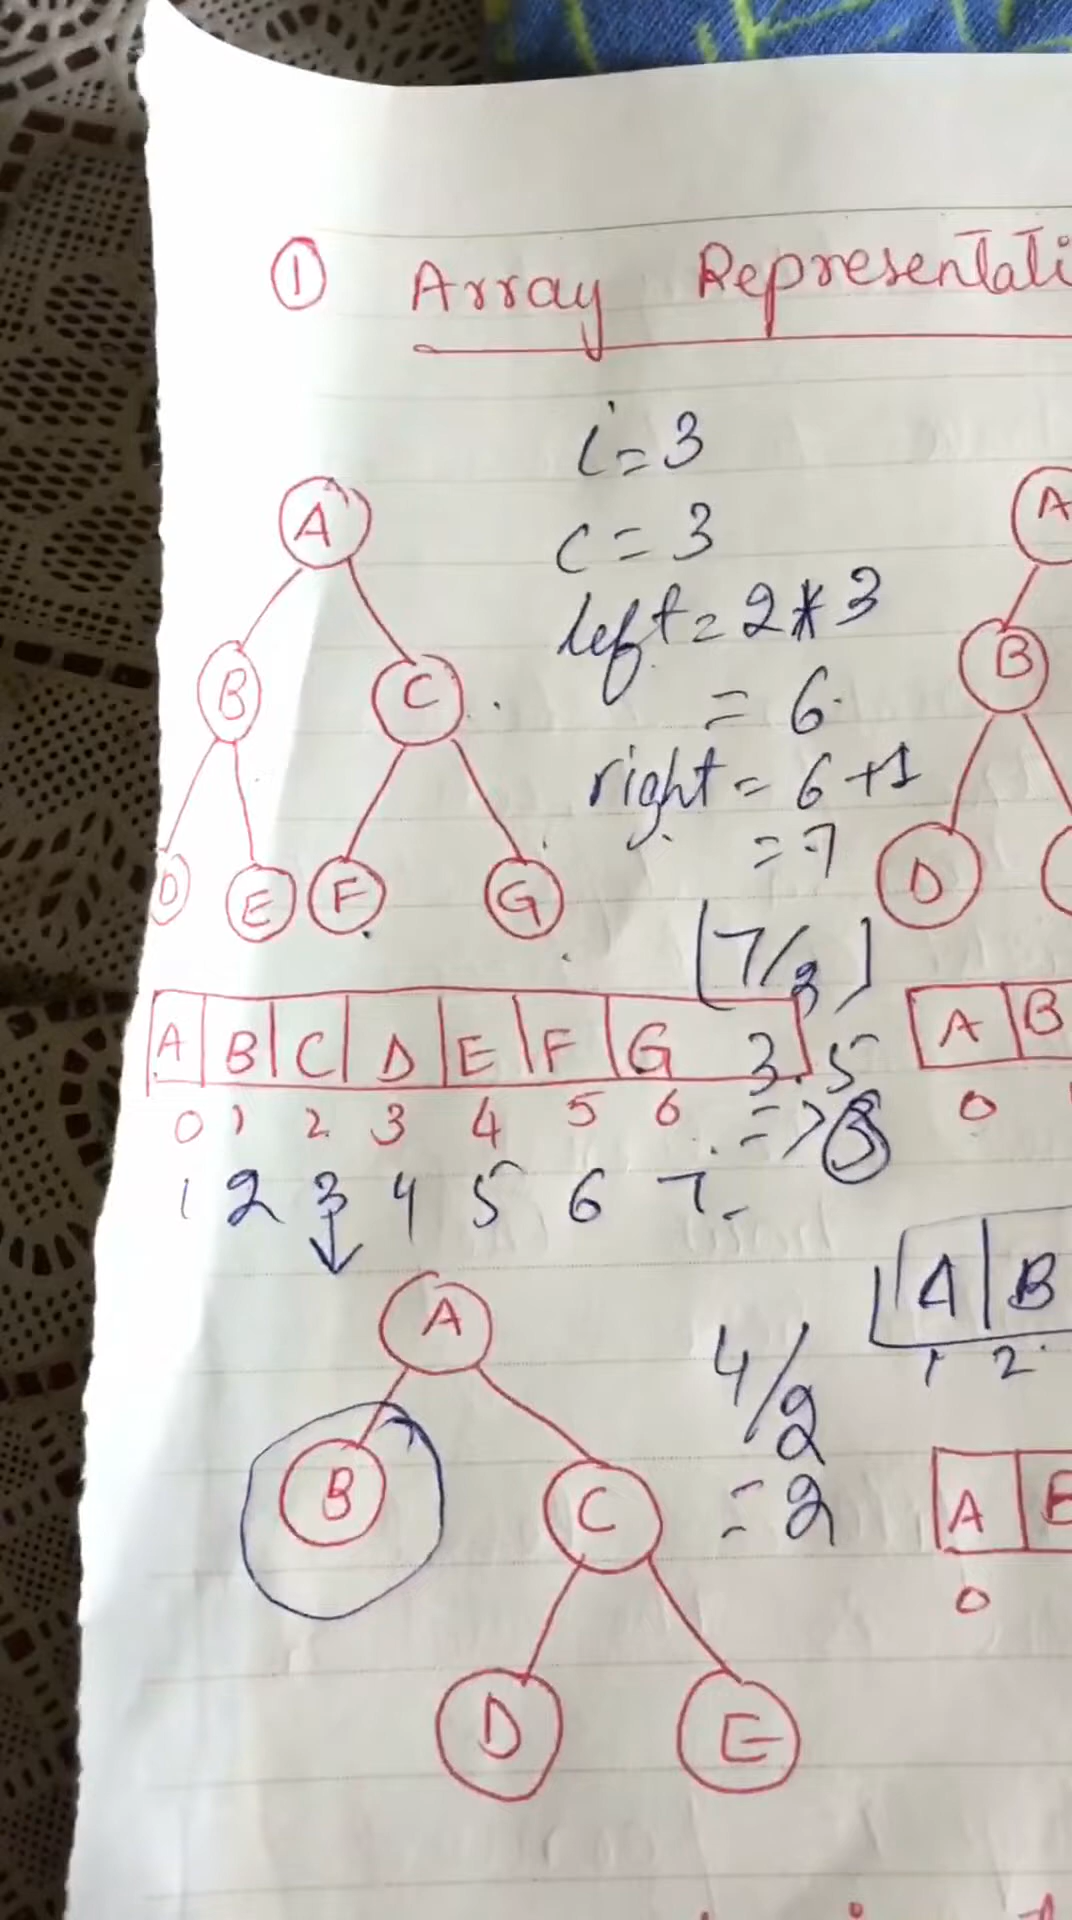 ① Array Representati
i=3
A
A
c=3
left=2*3
B
C
B
=6
right=6+1
=7
D
E
F
G
D
[7/2]
A B C D E F G
3.5
A B
0 1 2 3 4 5 6
=>3
0
1 2 3 4 5 6 7
A
A B
1 2
4/2
B
C
=2
A B
0
D
E